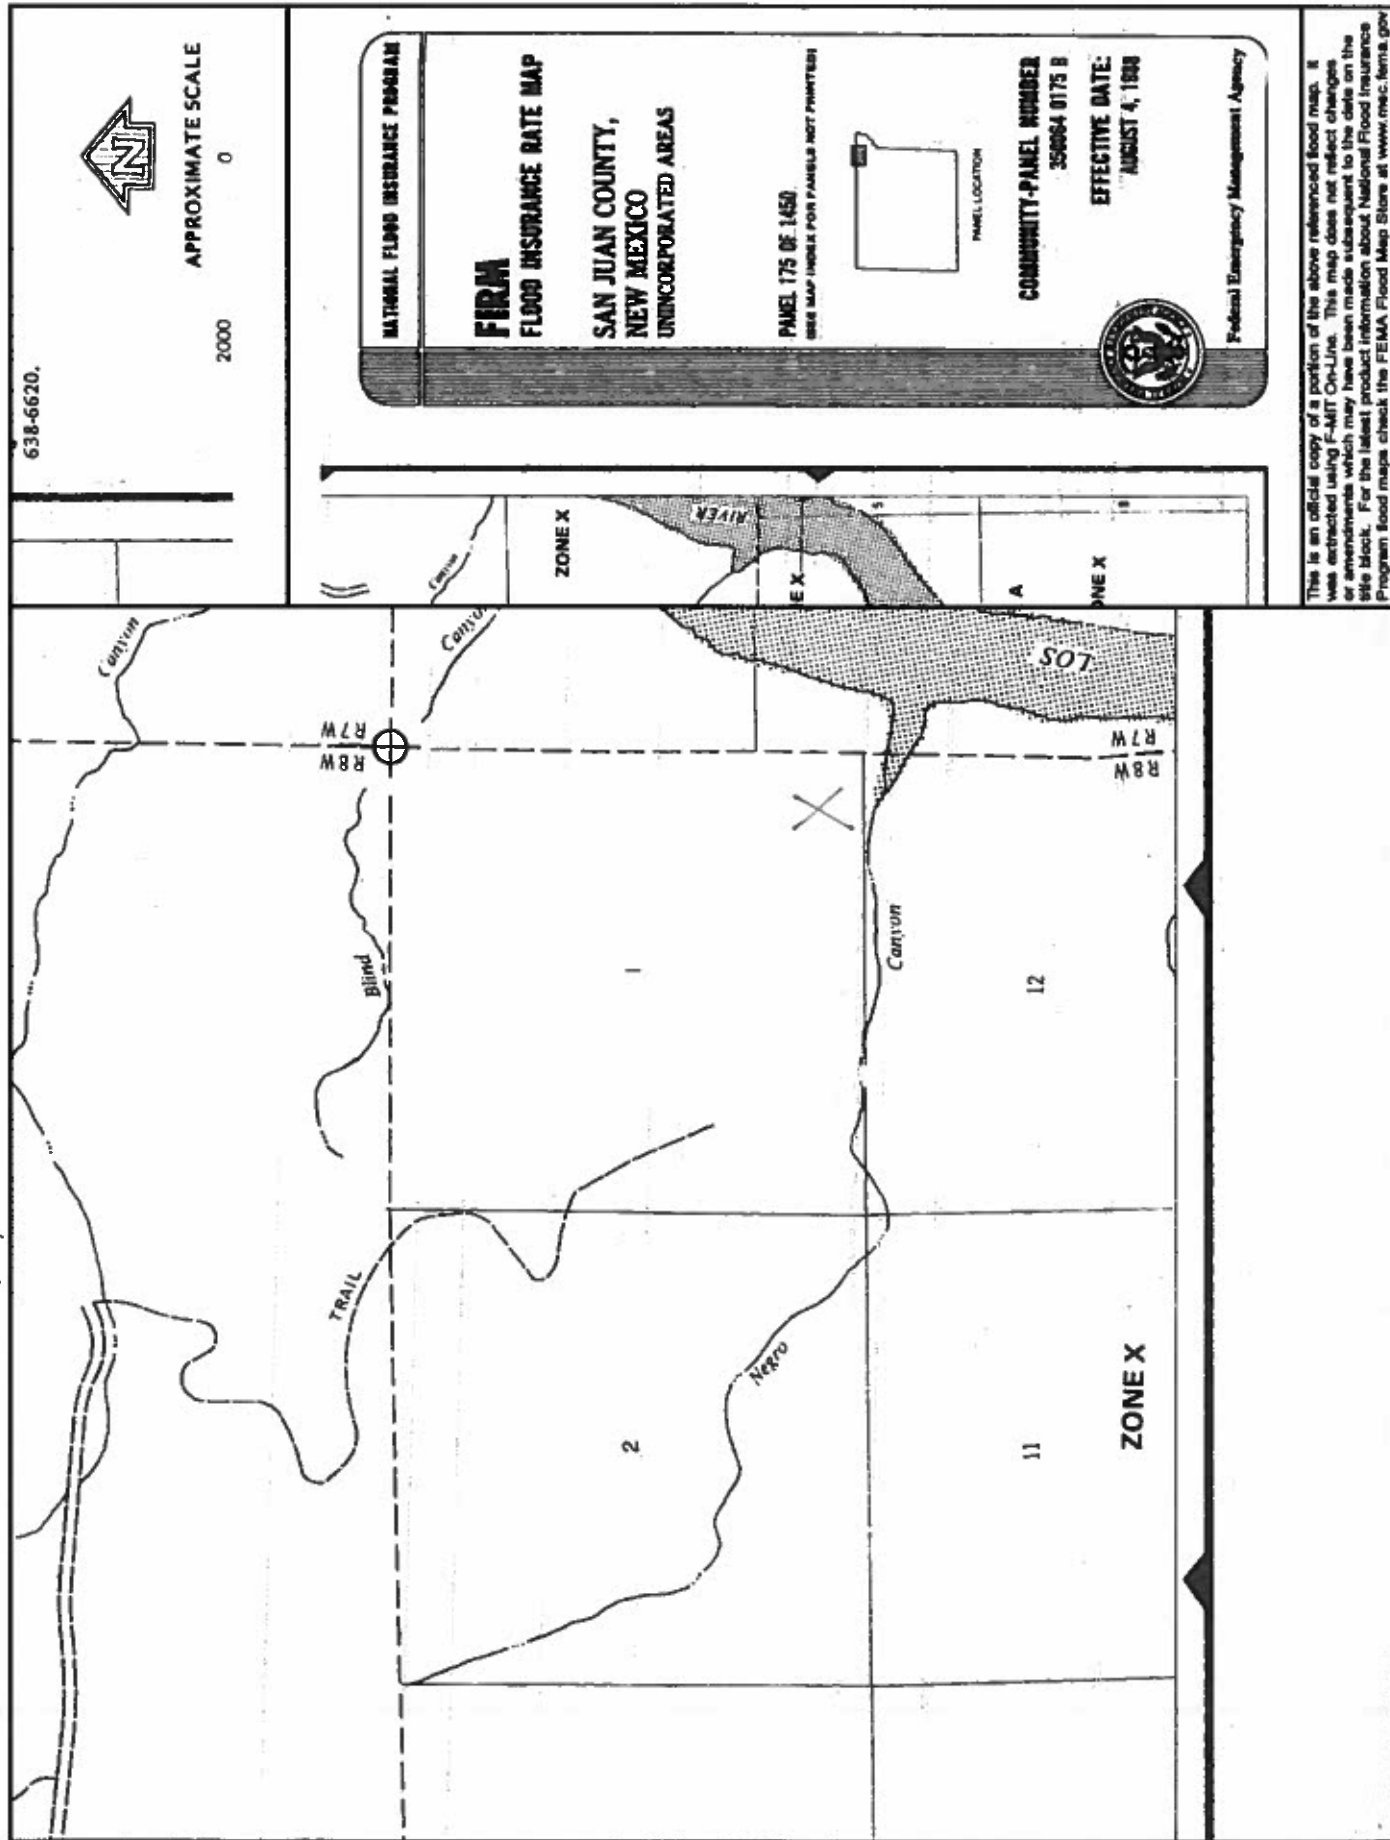 638-6620.
APPROXIMATE SCALE
2000 0
N
NATIONAL FLOOD INSURANCE PROGRAM
FIRM
FLOOD INSURANCE RATE MAP
SAN JUAN COUNTY,
NEW MEXICO
UNINCORPORATED AREAS
PANEL 175 OF 1450
(SEE MAP INDEX FOR PANELS NOT PRINTED)
PANEL LOCATION
COMMUNITY-PANEL NUMBER
350064 0175 B
EFFECTIVE DATE:
AUGUST 4, 1988
Federal Emergency Management Agency
This is an official copy of a portion of the above referenced flood map. It
was extracted using F-MIT On-Line. This map does not reflect changes
or amendments which may have been made subsequent to the date on the
title block. For the latest product information about National Flood Insurance
Program flood maps check the FEMA Flood Map Store at www.msc.fema.gov
Canyon
Canyon
Canyon
ZONE X
RIVER
E X
5
8
A
ONE X
LOS
R7W
R8W
R7W
R8W
Blind
1
Canyon
12
TRAIL
Negro
2
11
ZONE X